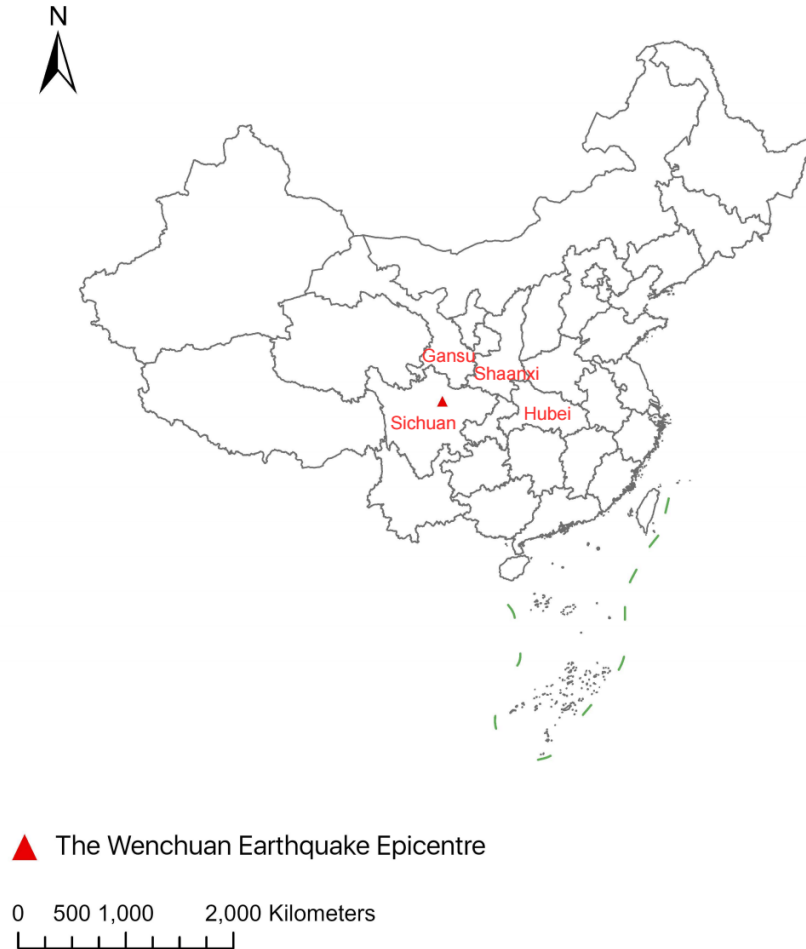 N
Gansu
Shaanxi
Sichuan
Hubei
The Wenchuan Earthquake Epicentre
0 500 1,000 2,000 Kilometers